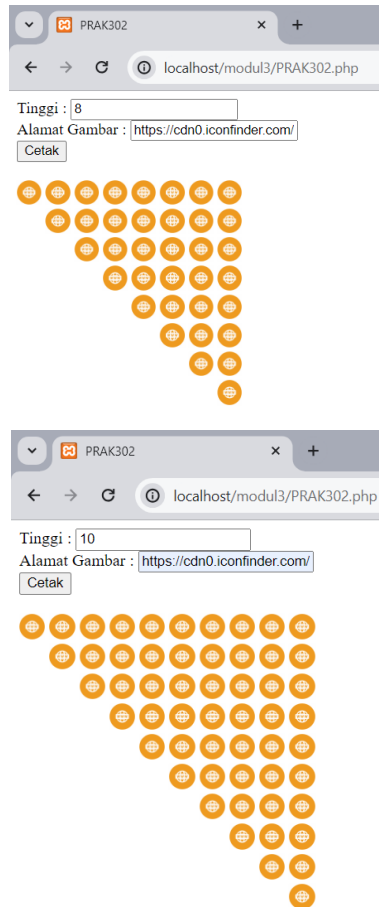 PRAK302
localhost/modul3/PRAK302.php
Tinggi : 8
Alamat Gambar : https://cdn0.iconfinder.com/
Cetak
PRAK302
localhost/modul3/PRAK302.php
Tinggi : 10
Alamat Gambar : https://cdn0.iconfinder.com/
Cetak